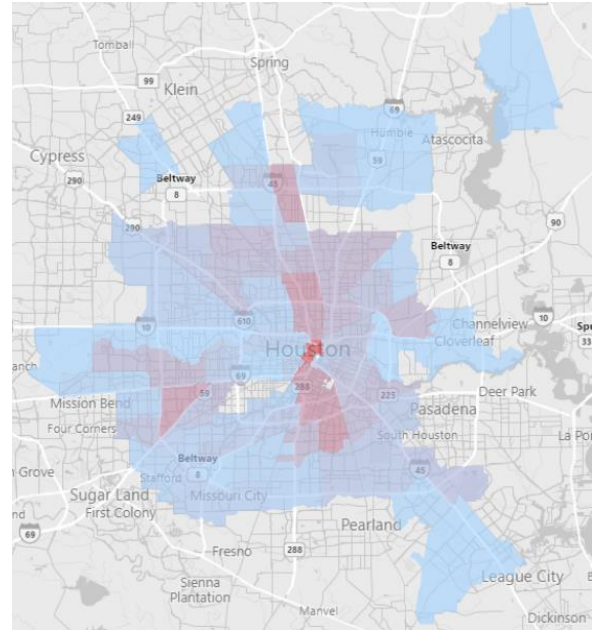 Tomball
Spring
99
Klein
249
69
Humble
Atascocita
Cypress
59
290
Beltway
8
45
90
290
Beltway
8
10
610
Channelview
10
Houston
Cloverleaf
33
69
Mission Bend
59
288
225
Deer Park
Pasadena
Four Corners
South Houston
La Po
n Grove
Beltway
Stafford
8
45
Sugar Land
Missouri City
First Colony
Pearland
69
Fresno
288
League City
Sienna
Plantation
Manvel
Dickinson